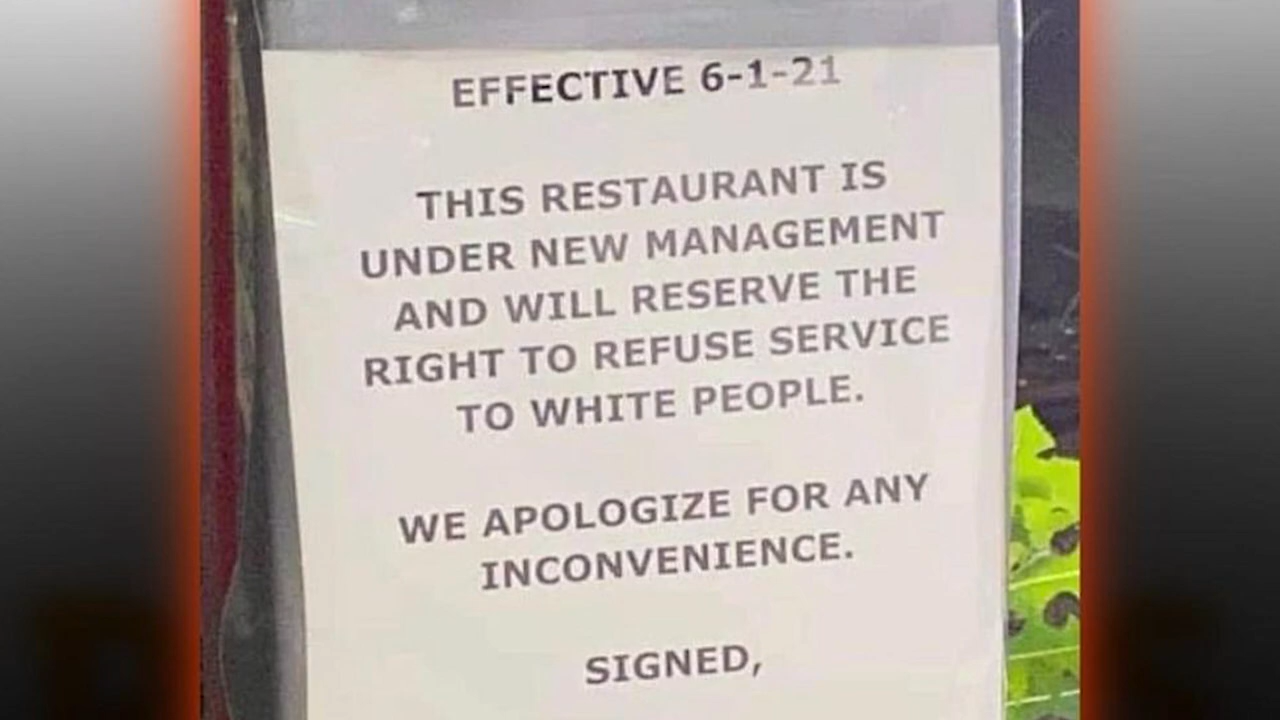 EFFECTIVE 6-1-21
THIS RESTAURANT IS
UNDER NEW MANAGEMENT
AND WILL RESERVE THE
RIGHT TO REFUSE SERVICE
TO WHITE PEOPLE.
WE APOLOGIZE FOR ANY
INCONVENIENCE.
SIGNED,